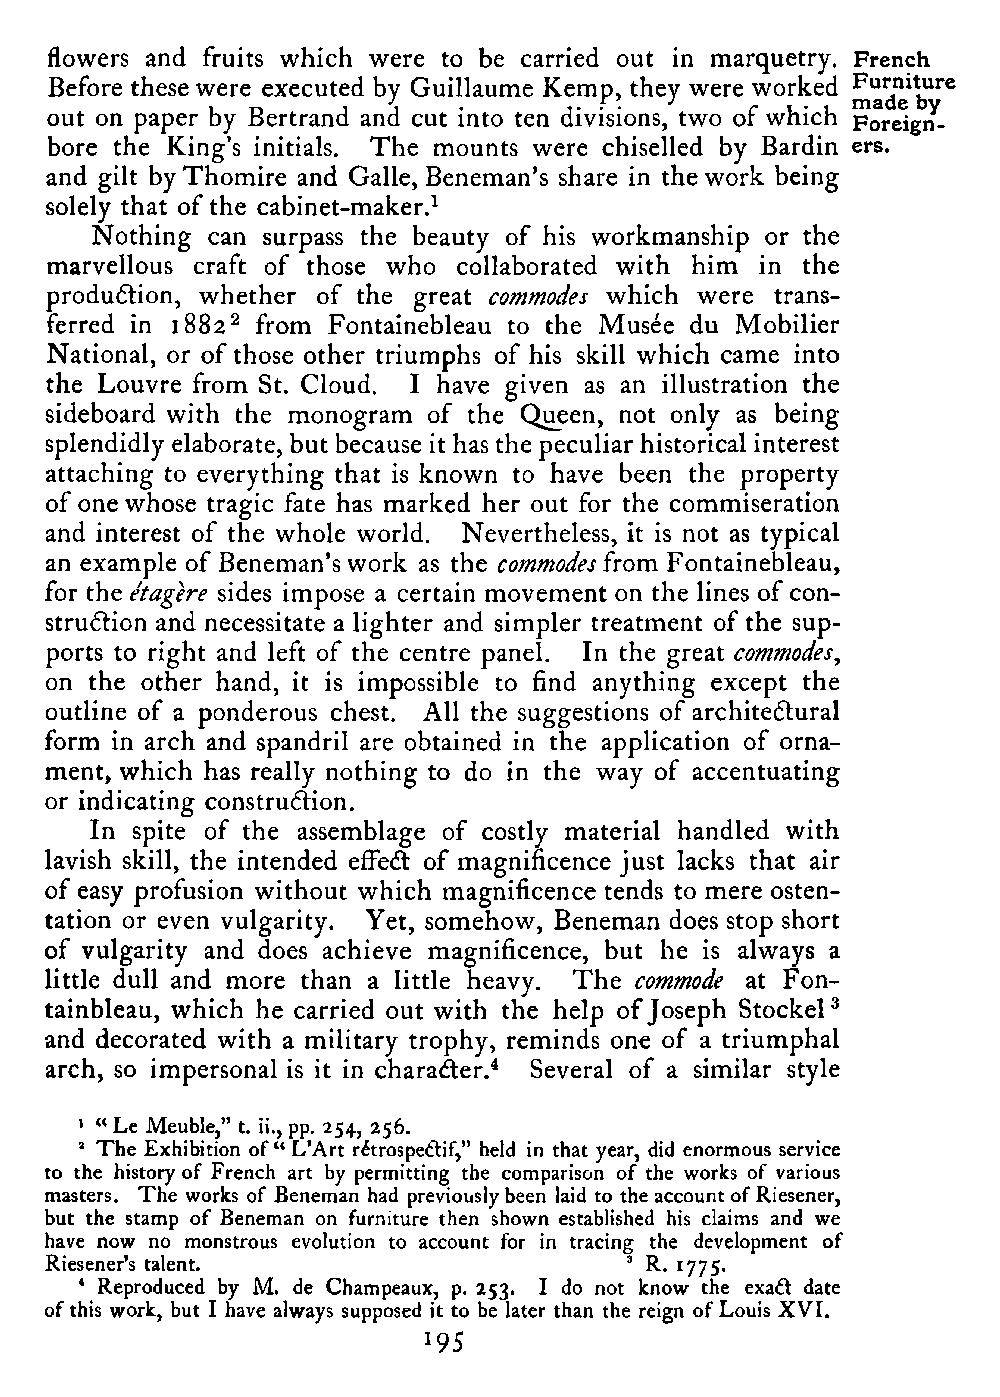 flowers and fruits which were to be carried out in marquetry.
Before these were executed by Guillaume Kemp, they were worked
out on paper by Bertrand and cut into ten divisions, two of which
bore the King's initials. The mounts were chiselled by Bardin
and gilt by Thomire and Galle, Beneman's share in the work being
solely that of the cabinet-maker.¹
French
Furniture
made by
Foreign-
ers.
Nothing can surpass the beauty of his workmanship or the
marvellous craft of those who collaborated with him in the
production, whether of the great commodes which were trans-
ferred in 1882² from Fontainebleau to the Musée du Mobilier
National, or of those other triumphs of his skill which came into
the Louvre from St. Cloud. I have given as an illustration the
sideboard with the monogram of the Queen, not only as being
splendidly elaborate, but because it has the peculiar historical interest
attaching to everything that is known to have been the property
of one whose tragic fate has marked her out for the commiseration
and interest of the whole world. Nevertheless, it is not as typical
an example of Beneman's work as the commodes from Fontainebleau,
for the étagère sides impose a certain movement on the lines of con-
struction and necessitate a lighter and simpler treatment of the sup-
ports to right and left of the centre panel. In the great commodes,
on the other hand, it is impossible to find anything except the
outline of a ponderous chest. All the suggestions of architectural
form in arch and spandril are obtained in the application of orna-
ment, which has really nothing to do in the way of accentuating
or indicating construction.
In spite of the assemblage of costly material handled with
lavish skill, the intended effect of magnificence just lacks that air
of easy profusion without which magnificence tends to mere osten-
tation or even vulgarity. Yet, somehow, Beneman does stop short
of vulgarity and does achieve magnificence, but he is always a
little dull and more than a little heavy. The commode at Fon-
tainbleau, which he carried out with the help of Joseph Stockel³
and decorated with a military trophy, reminds one of a triumphal
arch, so impersonal is it in character.⁴ Several of a similar style
¹ "Le Meuble," t. ii., pp. 254, 256.
² The Exhibition of "L'Art rétrospectif," held in that year, did enormous service
to the history of French art by permitting the comparison of the works of various
masters. The works of Beneman had previously been laid to the account of Riesener,
but the stamp of Beneman on furniture then shown established his claims and we
have now no monstrous evolution to account for in tracing the development of
Riesener's talent. ³ R. 1775.
⁴ Reproduced by M. de Champeaux, p. 253. I do not know the exact date
of this work, but I have always supposed it to be later than the reign of Louis XVI.
195